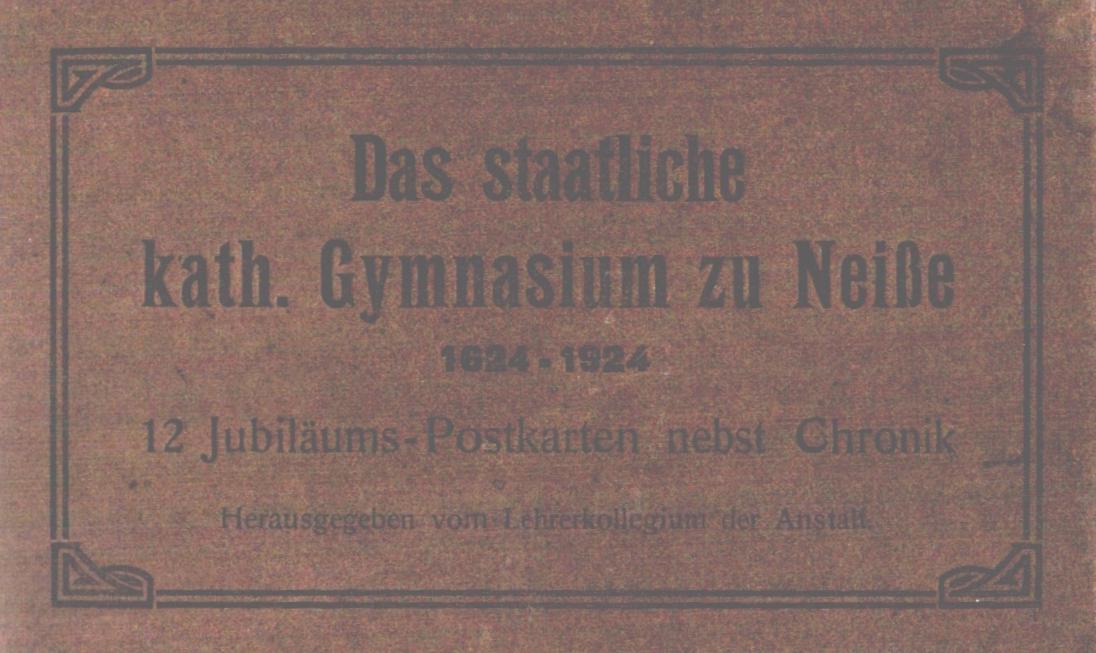 Das staatliche
kath. Gymnasium zu Neiße
1624-1924
12 Jubiläums-Postkarten nebst Chronik
Herausgegeben vom Lehrerkollegium der Anstalt.